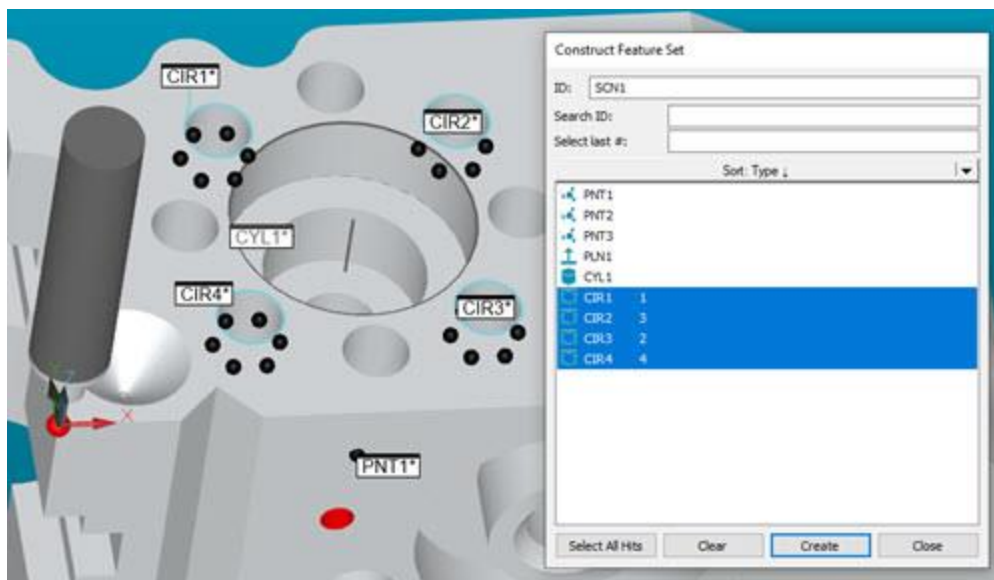 CIR1*
CIR2*
CYL1*
CIR4*
CIR3*
X
PNT1*
Construct Feature Set
ID: SCN1
Search ID:
Select last #:
Sort: Type ↓
PNT1
PNT2
PNT3
PLN1
CYL1
CIR1 1
CIR2 3
CIR3 2
CIR4 4
Select All Hits Clear Create Close